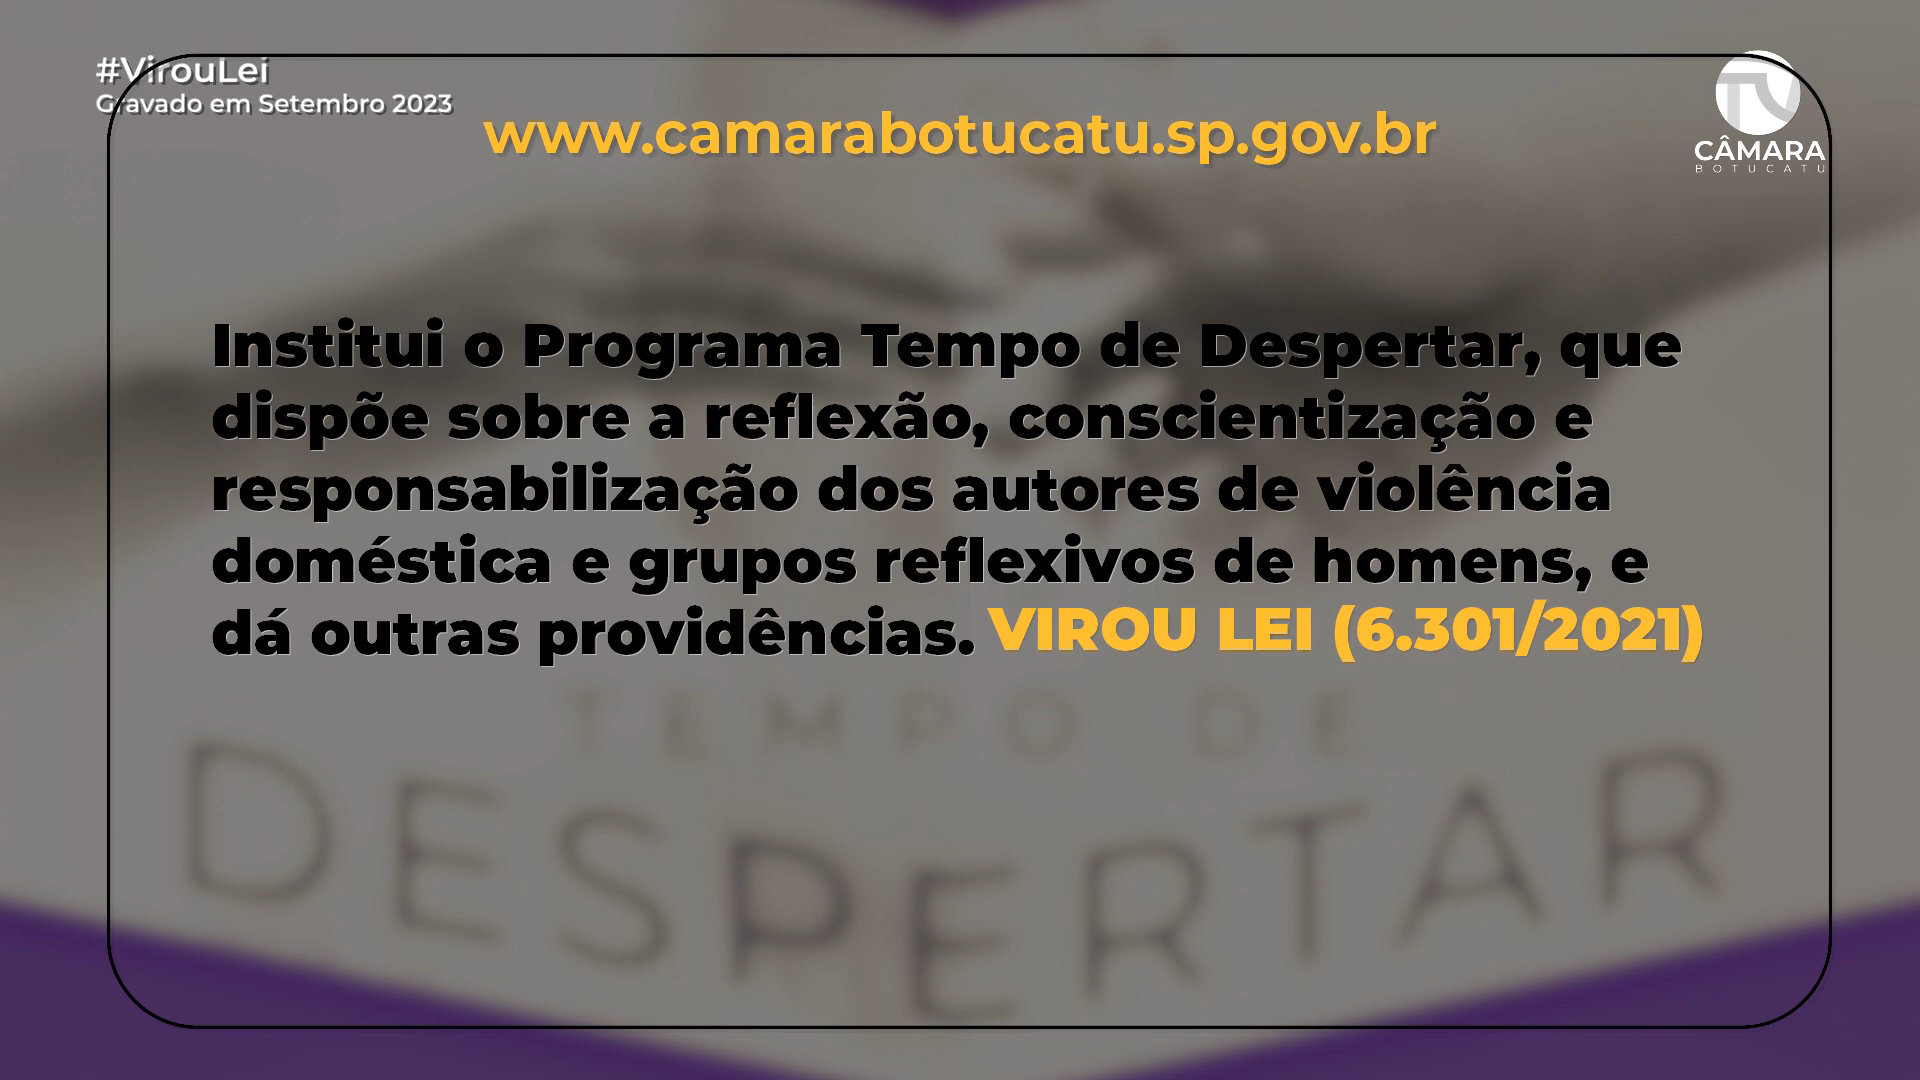 #VirouLei
Gravado em Setembro 2023
www.camarabotucatu.sp.gov.br
CÂMARA
BOTUCATU
Institui o Programa Tempo de Despertar, que
dispõe sobre a reflexão, conscientização e
responsabilização dos autores de violência
doméstica e grupos reflexivos de homens, e
dá outras providências. VIROU LEI (6.301/2021)
TEMPO DE
DESPERTAR